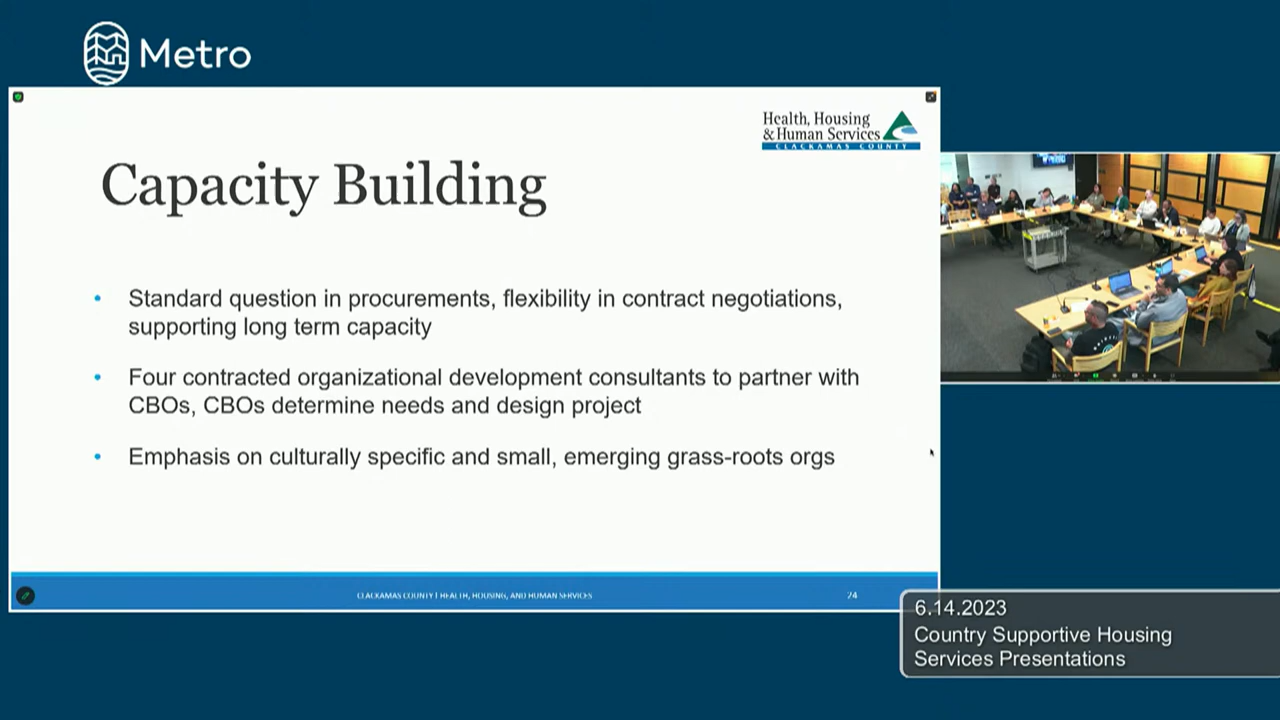 Metro
Health, Housing
& Human Services
CLACKAMAS COUNTY
Capacity Building
Standard question in procurements, flexibility in contract negotiations,
supporting long term capacity
Four contracted organizational development consultants to partner with
CBOs, CBOs determine needs and design project
Emphasis on culturally specific and small, emerging grass-roots orgs
CLACKAMAS COUNTY | HEALTH, HOUSING, AND HUMAN SERVICES
24
6.14.2023
Country Supportive Housing
Services Presentations